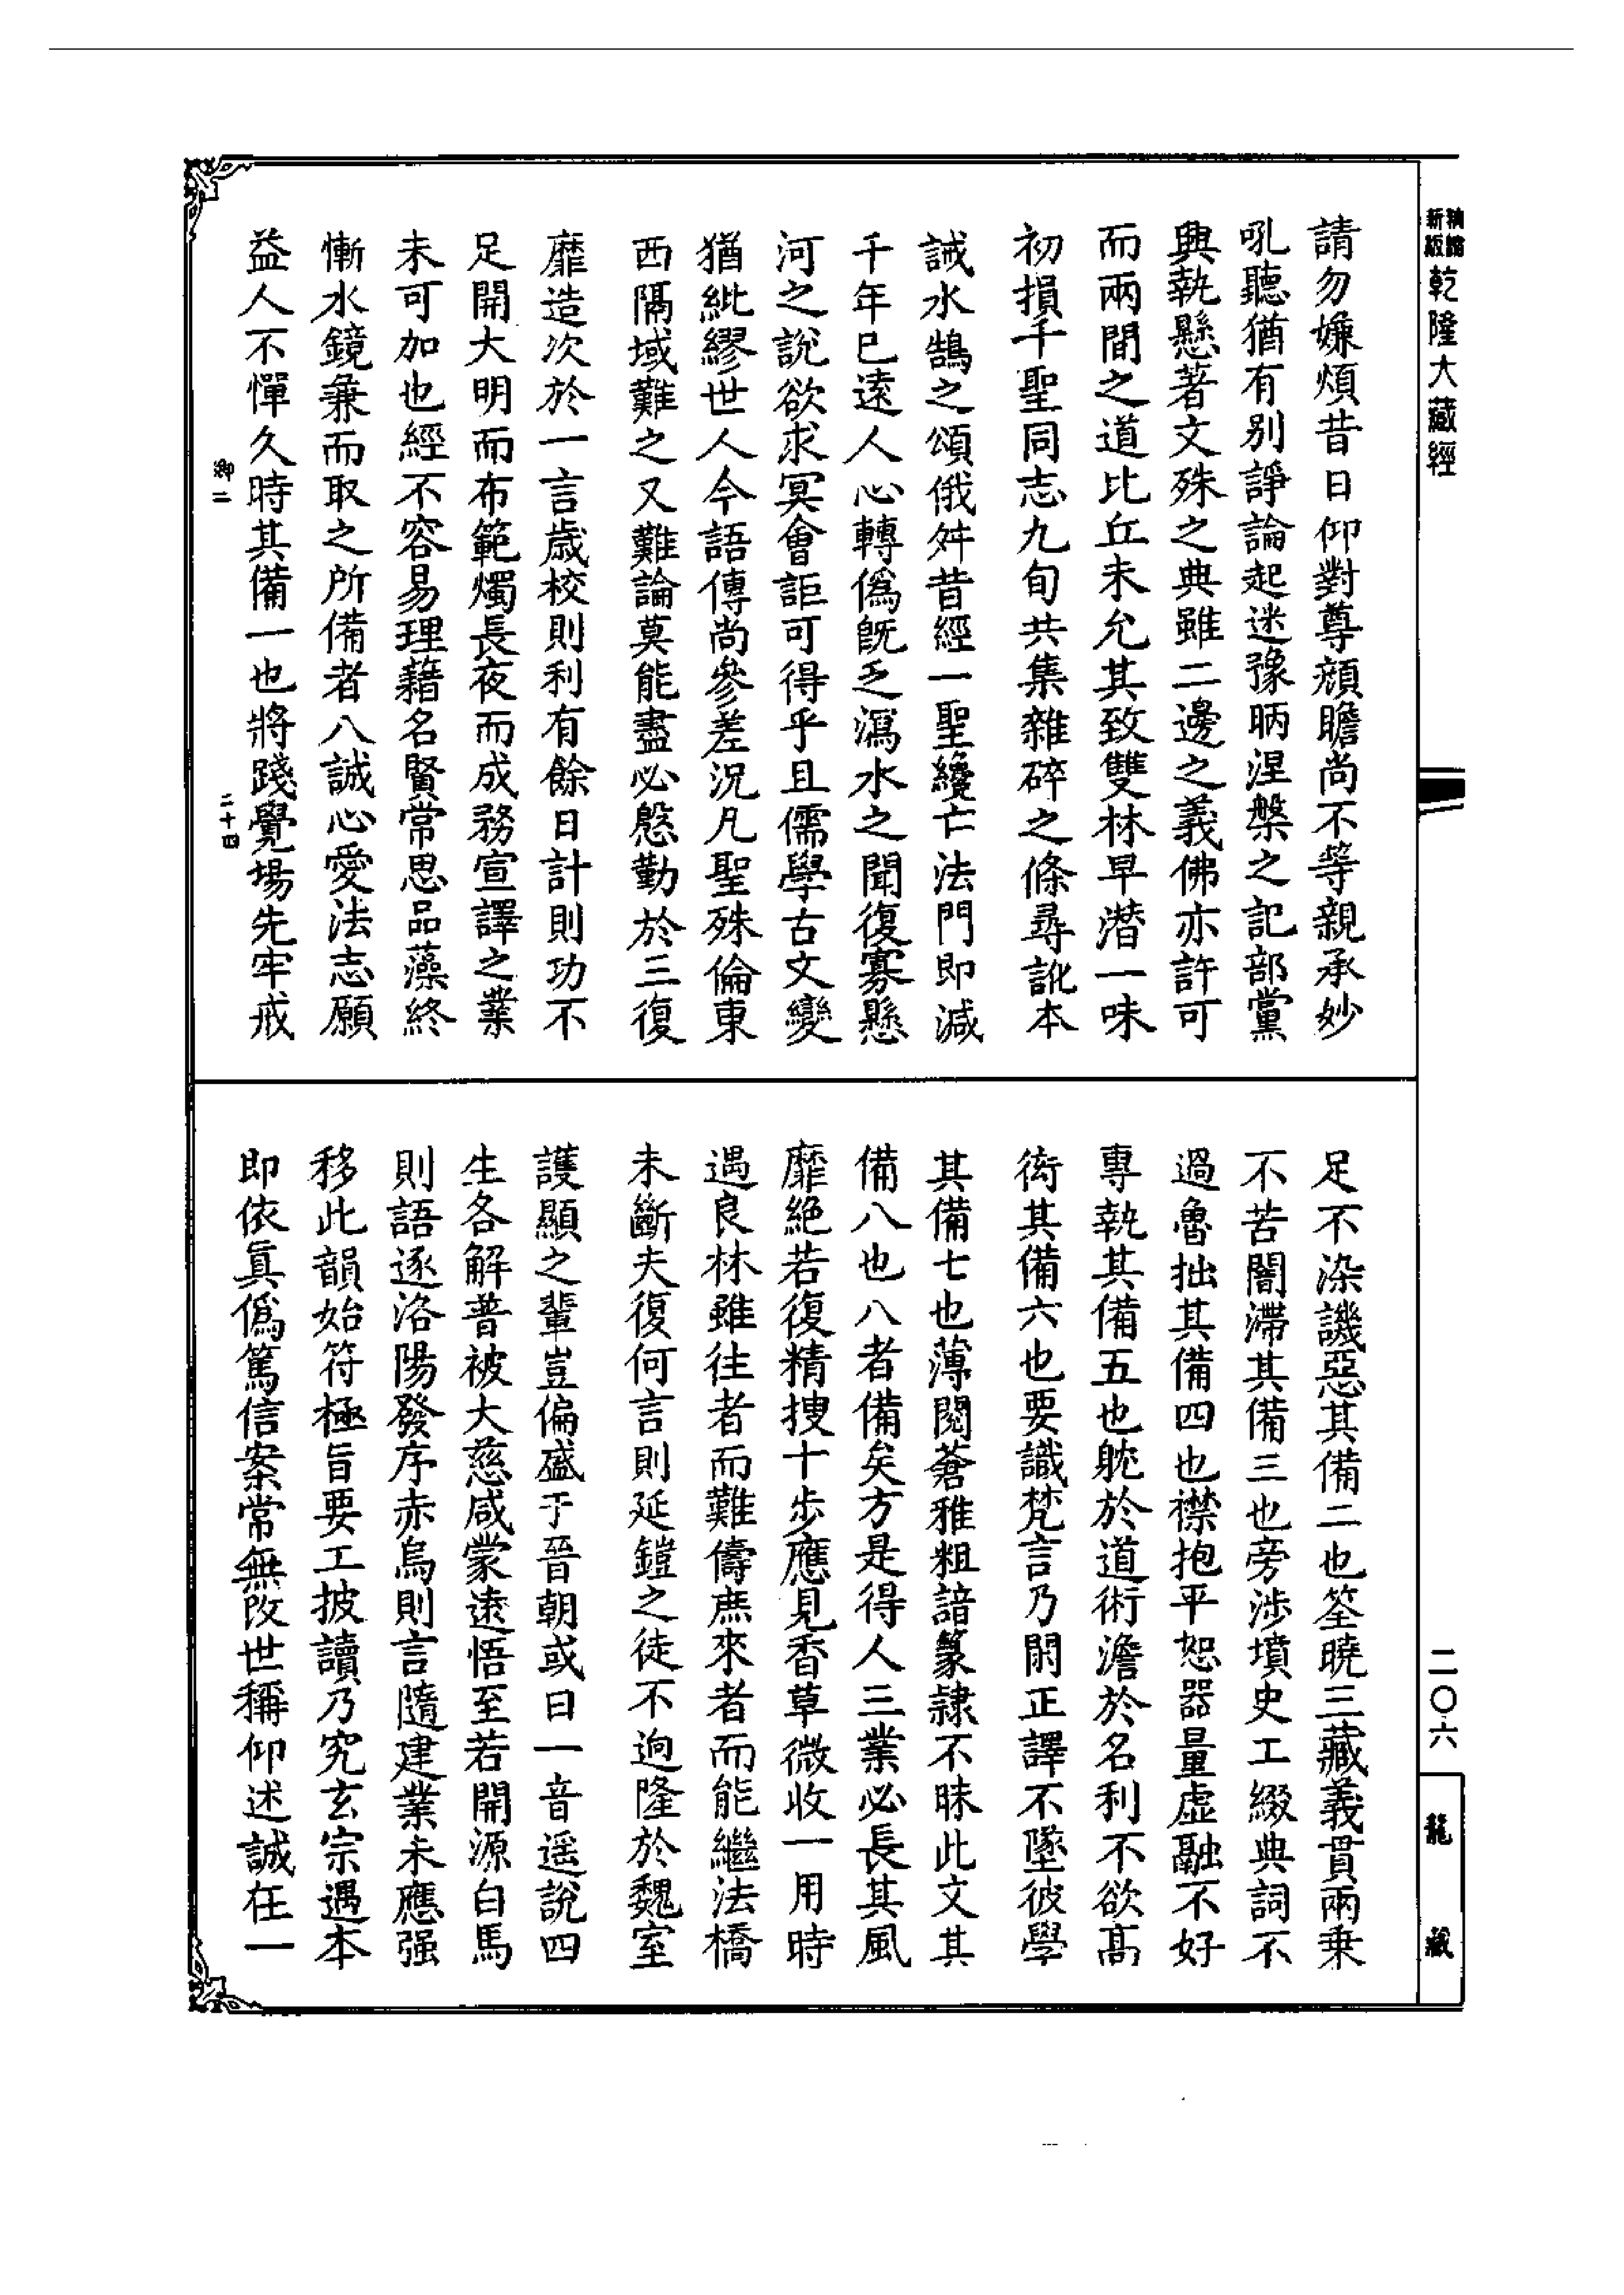 精縮新版乾隆大藏經
請勿嫌煩昔日仰對尊顏瞻尚不等親承妙
吼聽猶有別諍論起迷豫昞涅槃之記部黨
興執懸著文殊之典雖二邊之義佛亦許可
而兩間之道比丘未允其致雙林早潛一味
初損千聖同志九旬共集雜碎之條尋訛本
誡水鵠之頌俄舛昔經一聖纔亡法門即減
千年已遠人心轉僞旣乏瀉水之聞復寡懸
河之說欲求冥會詎可得乎且儒學古文變
猶紕繆世人今語傳尚參差況凡聖殊倫東
西隔域難之又難論莫能盡必慇勤於三復
靡造次於一言歲校則利有餘日計則功不
足開大明而布範燭長夜而成務宣譯之業
未可加也經不容易理藉名賢常思品藻終
慚水鏡兼而取之所備者八誠心愛法志願
益人不憚久時其備一也將踐覺場先牢戒
卿二
二十四
足不染譏惡其備二也筌曉三藏義貫兩乗
不苦闇滯其備三也旁涉墳史工綴典詞不
過魯拙其備四也襟抱平恕器量虛融不好
專執其備五也躭於道術澹於名利不欲髙
衒其備六也要識梵言乃閑正譯不墜彼學
其備七也薄閱蒼雅粗諳篆隷不昧此文其
備八也八者備矣方是得人三業必長其風
靡絕若復精搜十步應見香草微收一用時
遇良林雖往者而難儔庶來者而能繼法橋
未斷夫復何言則延鎧之徒不逈隆於魏室
護顯之輩豈偏盛于晉朝或曰一音遥說四
生各解普被大慈咸蒙逺悟至若開源白馬
則語逐洛陽發序赤烏則言隨建業未應强
移此韻始符極旨要工披讀乃究玄宗遇本
即依真僞篤信案常無改世稱仰述誠在一
二〇六
龍藏